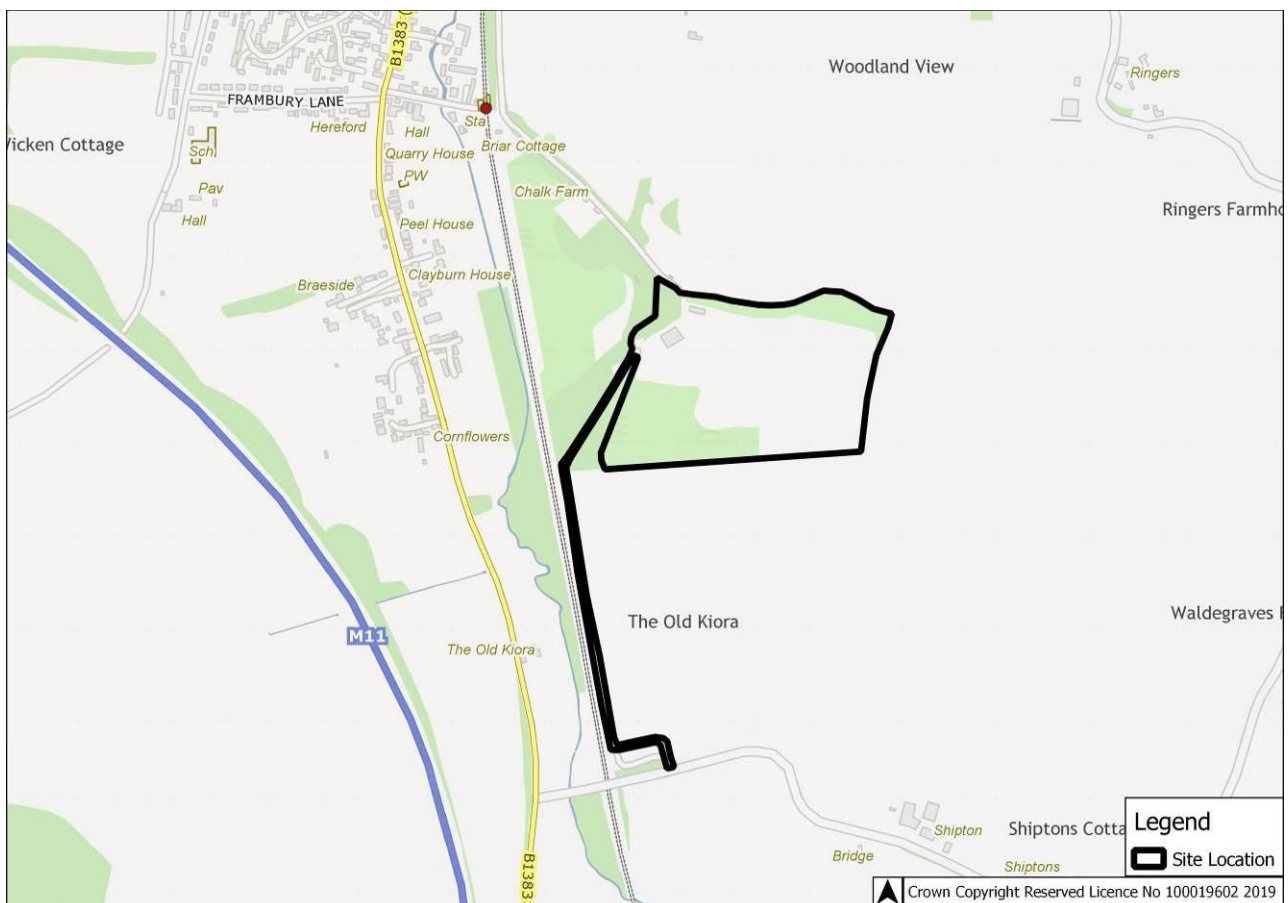 B1383 (
Woodland View
Ringers
FRAMBURY LANE
Sta
Hereford
Hall
Vicken Cottage
Quarry House
Briar Cottage
Sch
PW
Pav
Chalk Farm
Hall
Peel House
Ringers Farmho
Clayburn House
Braeside
Cornflowers
The Old Kiora
Waldegraves
M11
The Old Kiora
Legend
Shipton
Shiptons Cotta
Site Location
Bridge
Shiptons
B1383
Crown Copyright Reserved Licence No 100019602 2019